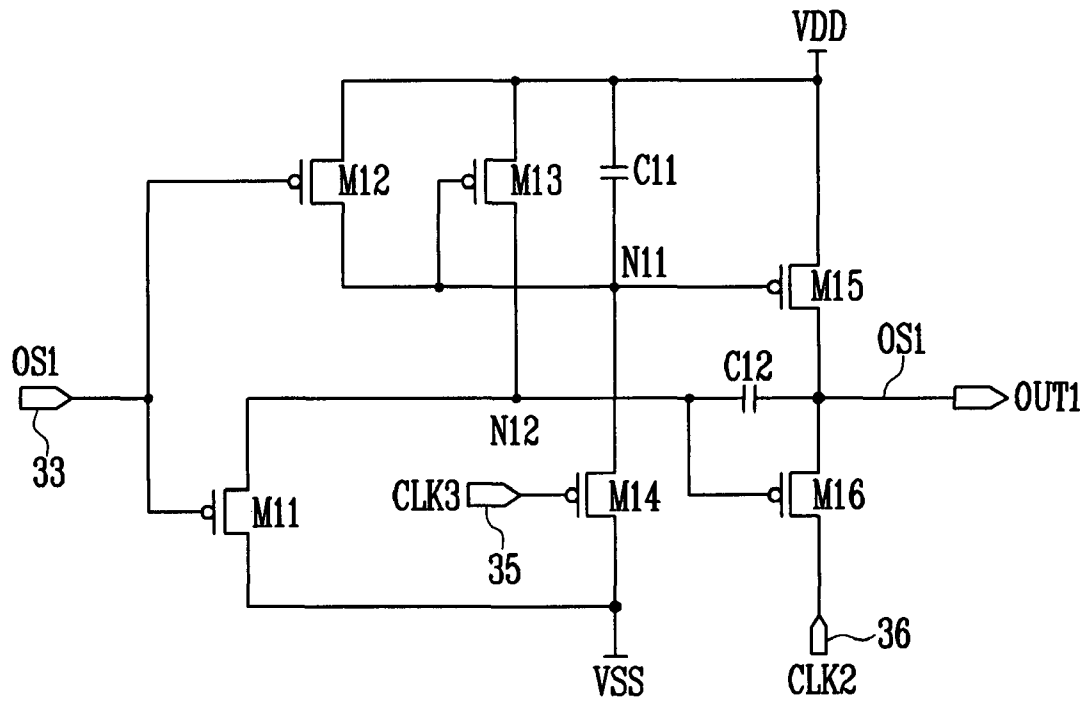 VDD
M12
M13
C11
N11
M15
OS1
OS1
C12
OUT1
33
N12
CLK3
M14
M16
M11
35
36
VSS
CLK2